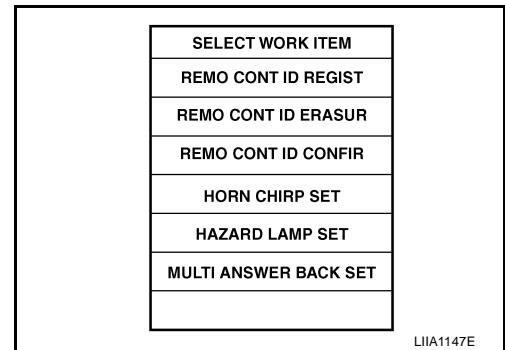 SELECT WORK ITEM
REMO CONT ID REGIST
REMO CONT ID ERASUR
REMO CONT ID CONFIR
HORN CHIRP SET
HAZARD LAMP SET
MULTI ANSWER BACK SET
LIIA1147E